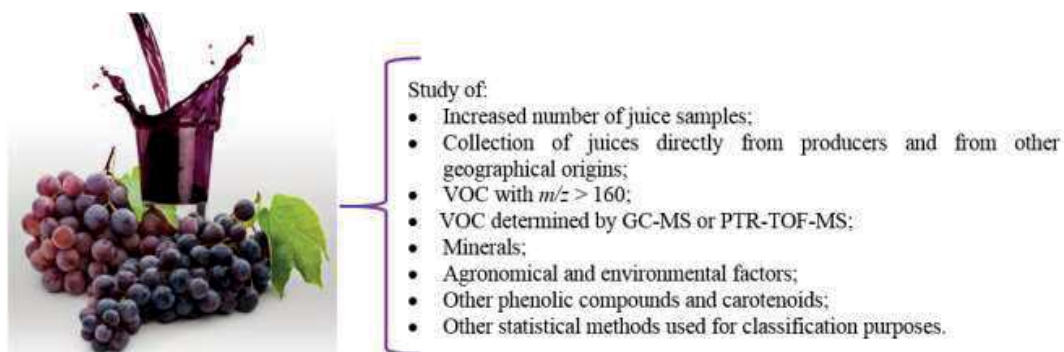 Study of:
• Increased number of juice samples;
• Collection of juices directly from producers and from other
geographical origins;
• VOC with m/z > 160;
• VOC determined by GC-MS or PTR-TOF-MS;
• Minerals;
• Agronomical and environmental factors;
• Other phenolic compounds and carotenoids;
• Other statistical methods used for classification purposes.